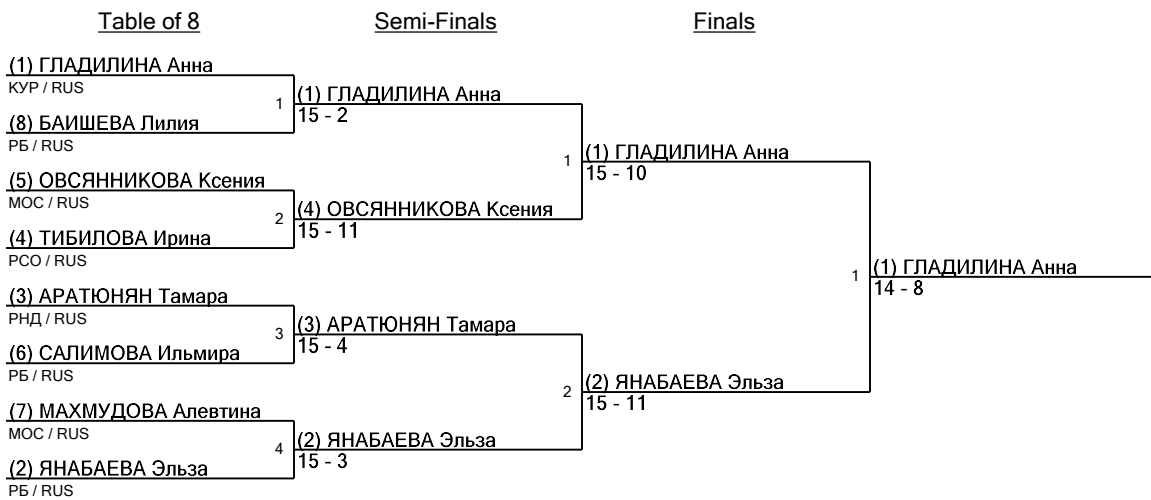 Table of 8
Semi-Finals
Finals
(1) ГЛАДИЛИНА Анна
КУР / RUS
(8) БАИШЕВА Лилия
РБ / RUS
(5) ОВСЯННИКОВА Ксения
МОС / RUS
(4) ТИБИЛОВА Ирина
РСО / RUS
(3) АРАТЮНЯН Тамара
РНД / RUS
(6) САЛИМОВА Ильмира
РБ / RUS
(7) МАХМУДОВА Алевтина
МОС / RUS
(2) ЯНАБАЕВА Эльза
РБ / RUS
1
(1) ГЛАДИЛИНА Анна
15 - 2
2
(4) ОВСЯННИКОВА Ксения
15 - 11
3
(3) АРАТЮНЯН Тамара
15 - 4
4
(2) ЯНАБАЕВА Эльза
15 - 3
1
(1) ГЛАДИЛИНА Анна
15 - 10
2
(2) ЯНАБАЕВА Эльза
15 - 11
1
(1) ГЛАДИЛИНА Анна
14 - 8